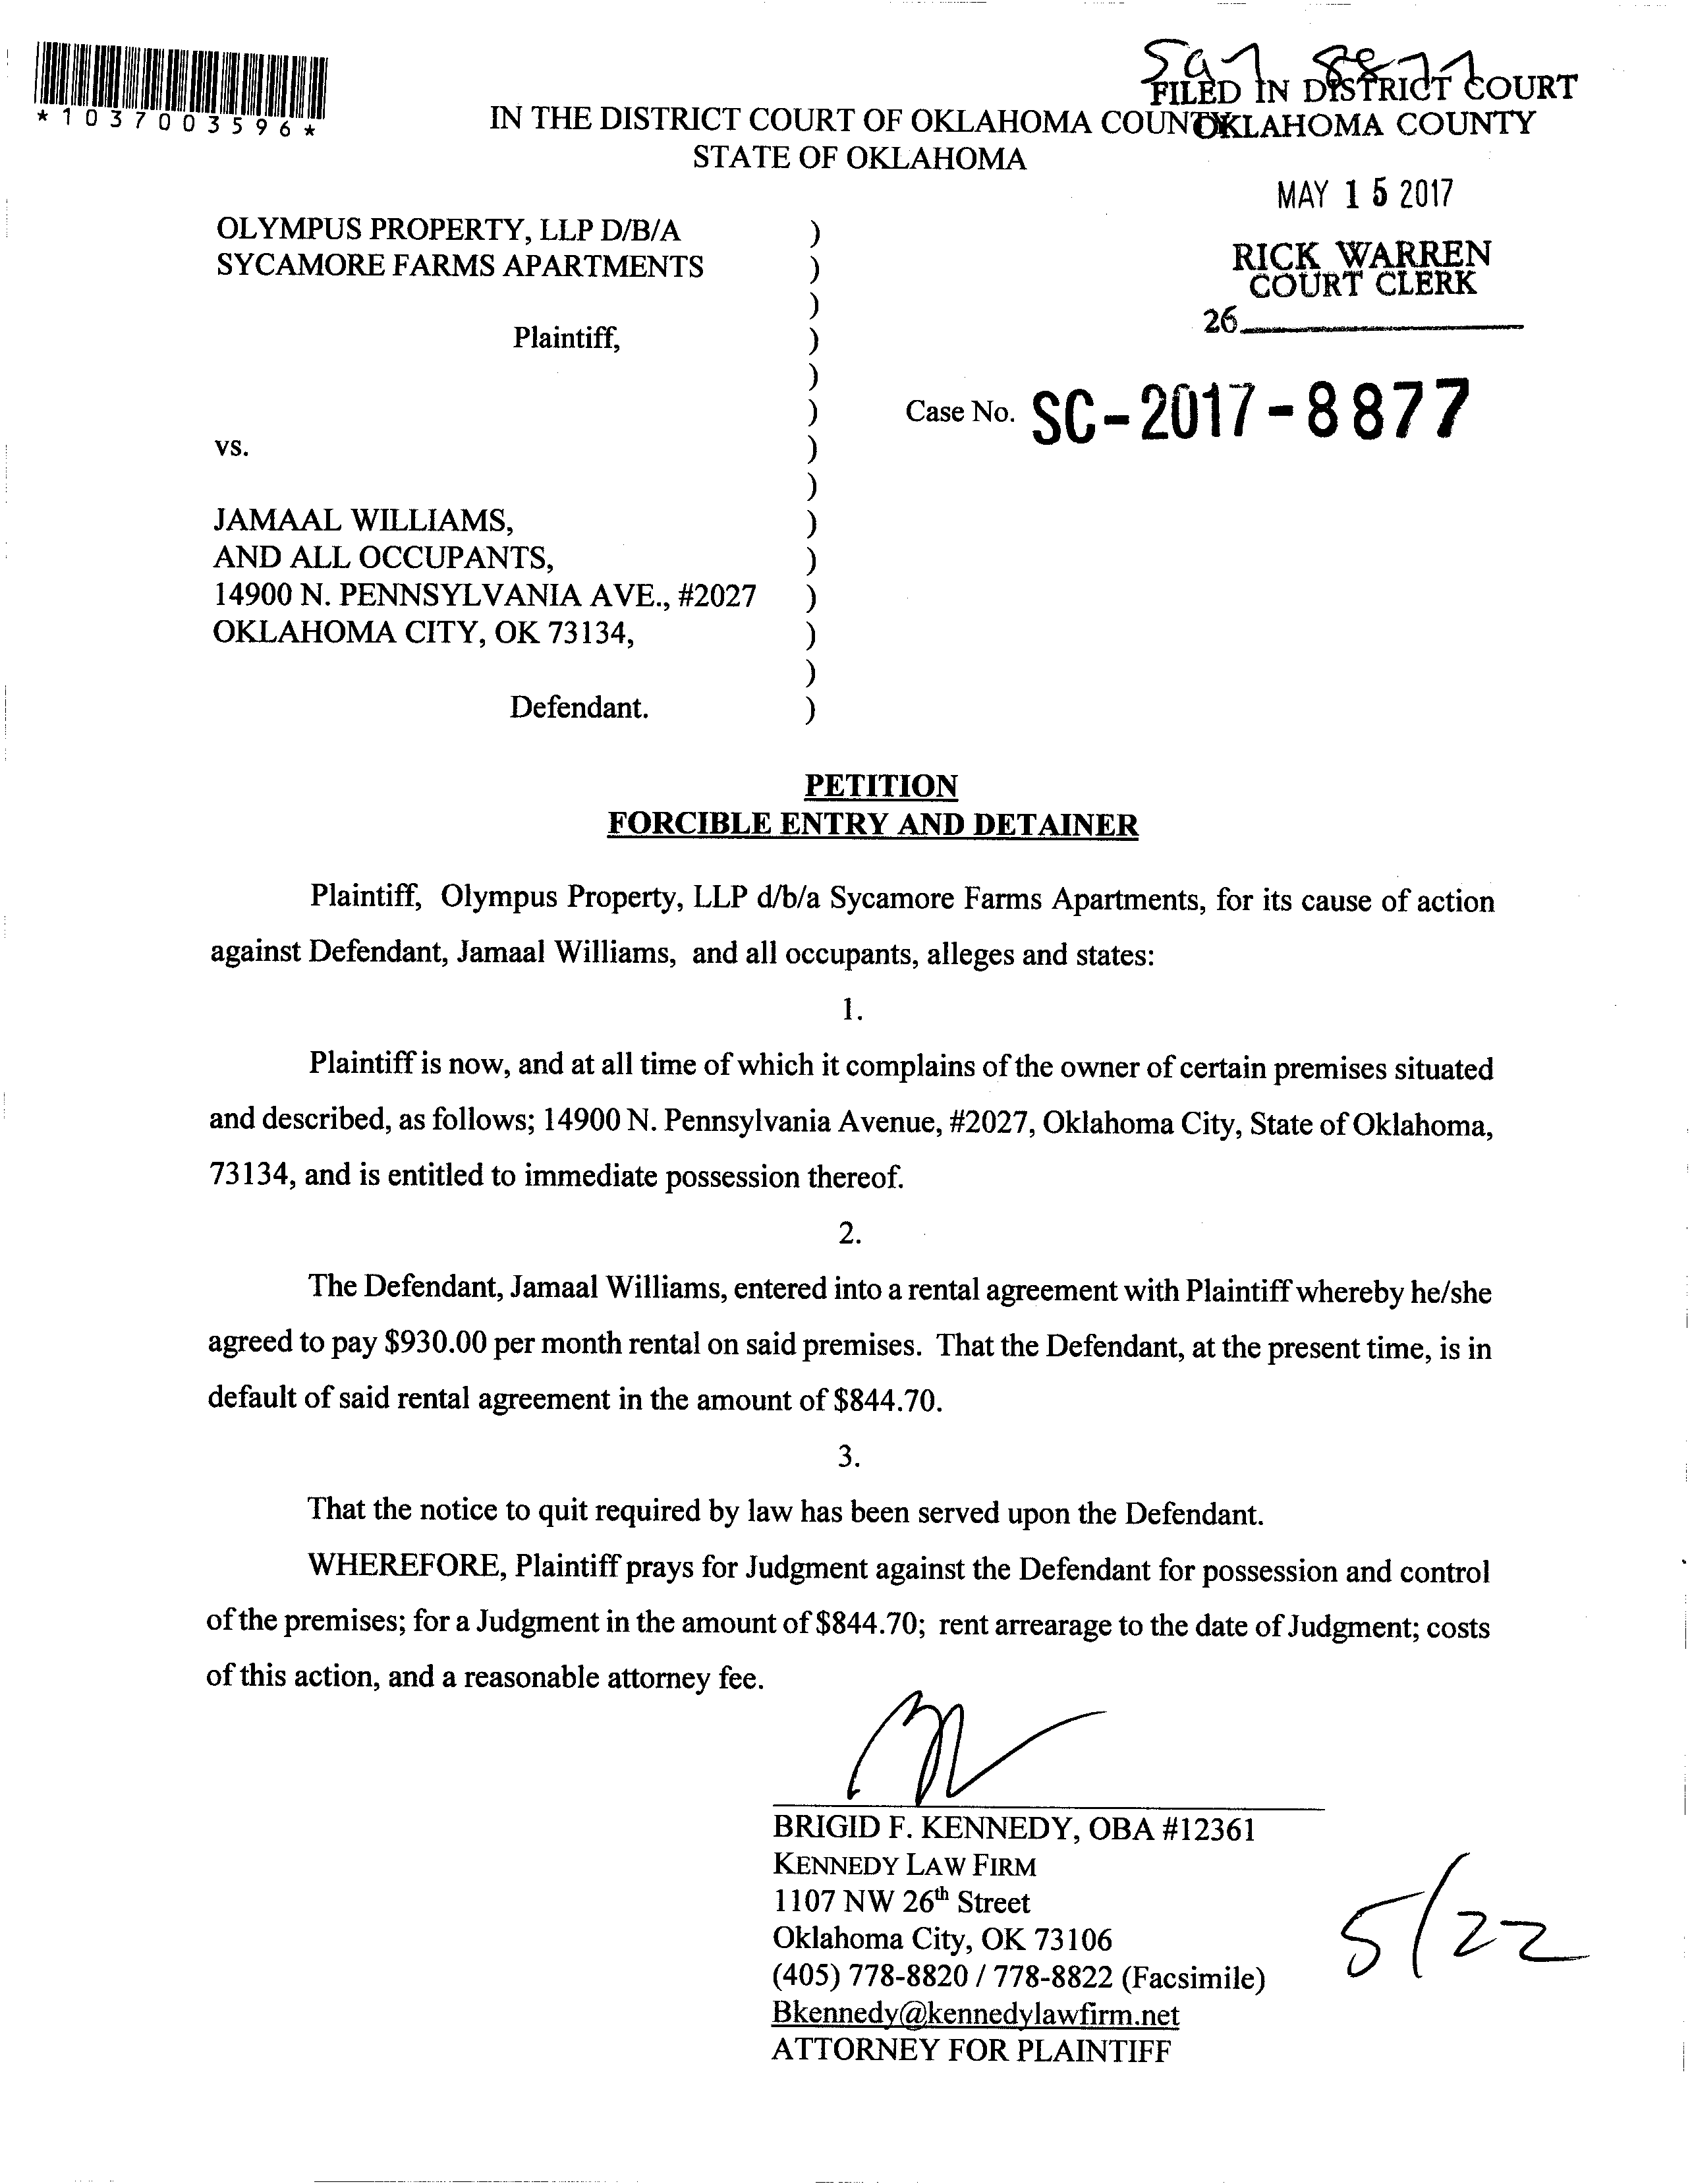 *1037003596*
FILED IN DISTRICT COURT
OKLAHOMA COUNTY
IN THE DISTRICT COURT OF OKLAHOMA COUNTY
STATE OF OKLAHOMA
MAY 15 2017
RICK WARREN
COURT CLERK
26
OLYMPUS PROPERTY, LLP D/B/A )
SYCAMORE FARMS APARTMENTS )
)
Plaintiff, )
)
) Case No. SC-2017-8877
vs. )
)
JAMAAL WILLIAMS, )
AND ALL OCCUPANTS, )
14900 N. PENNSYLVANIA AVE., #2027 )
OKLAHOMA CITY, OK 73134, )
)
Defendant. )
PETITION
FORCIBLE ENTRY AND DETAINER
Plaintiff, Olympus Property, LLP d/b/a Sycamore Farms Apartments, for its cause of action
against Defendant, Jamaal Williams, and all occupants, alleges and states:
1.
Plaintiff is now, and at all time of which it complains of the owner of certain premises situated
and described, as follows; 14900 N. Pennsylvania Avenue, #2027, Oklahoma City, State of Oklahoma,
73134, and is entitled to immediate possession thereof.
2.
The Defendant, Jamaal Williams, entered into a rental agreement with Plaintiff whereby he/she
agreed to pay $930.00 per month rental on said premises. That the Defendant, at the present time, is in
default of said rental agreement in the amount of $844.70.
3.
That the notice to quit required by law has been served upon the Defendant.
WHEREFORE, Plaintiff prays for Judgment against the Defendant for possession and control
of the premises; for a Judgment in the amount of $844.70; rent arrearage to the date of Judgment; costs
of this action, and a reasonable attorney fee.
BRIGID F. KENNEDY, OBA #12361
KENNEDY LAW FIRM
1107 NW 26th Street
Oklahoma City, OK 73106
(405) 778-8820 / 778-8822 (Facsimile)
Bkennedy@kennedylawfirm.net
ATTORNEY FOR PLAINTIFF
5/22